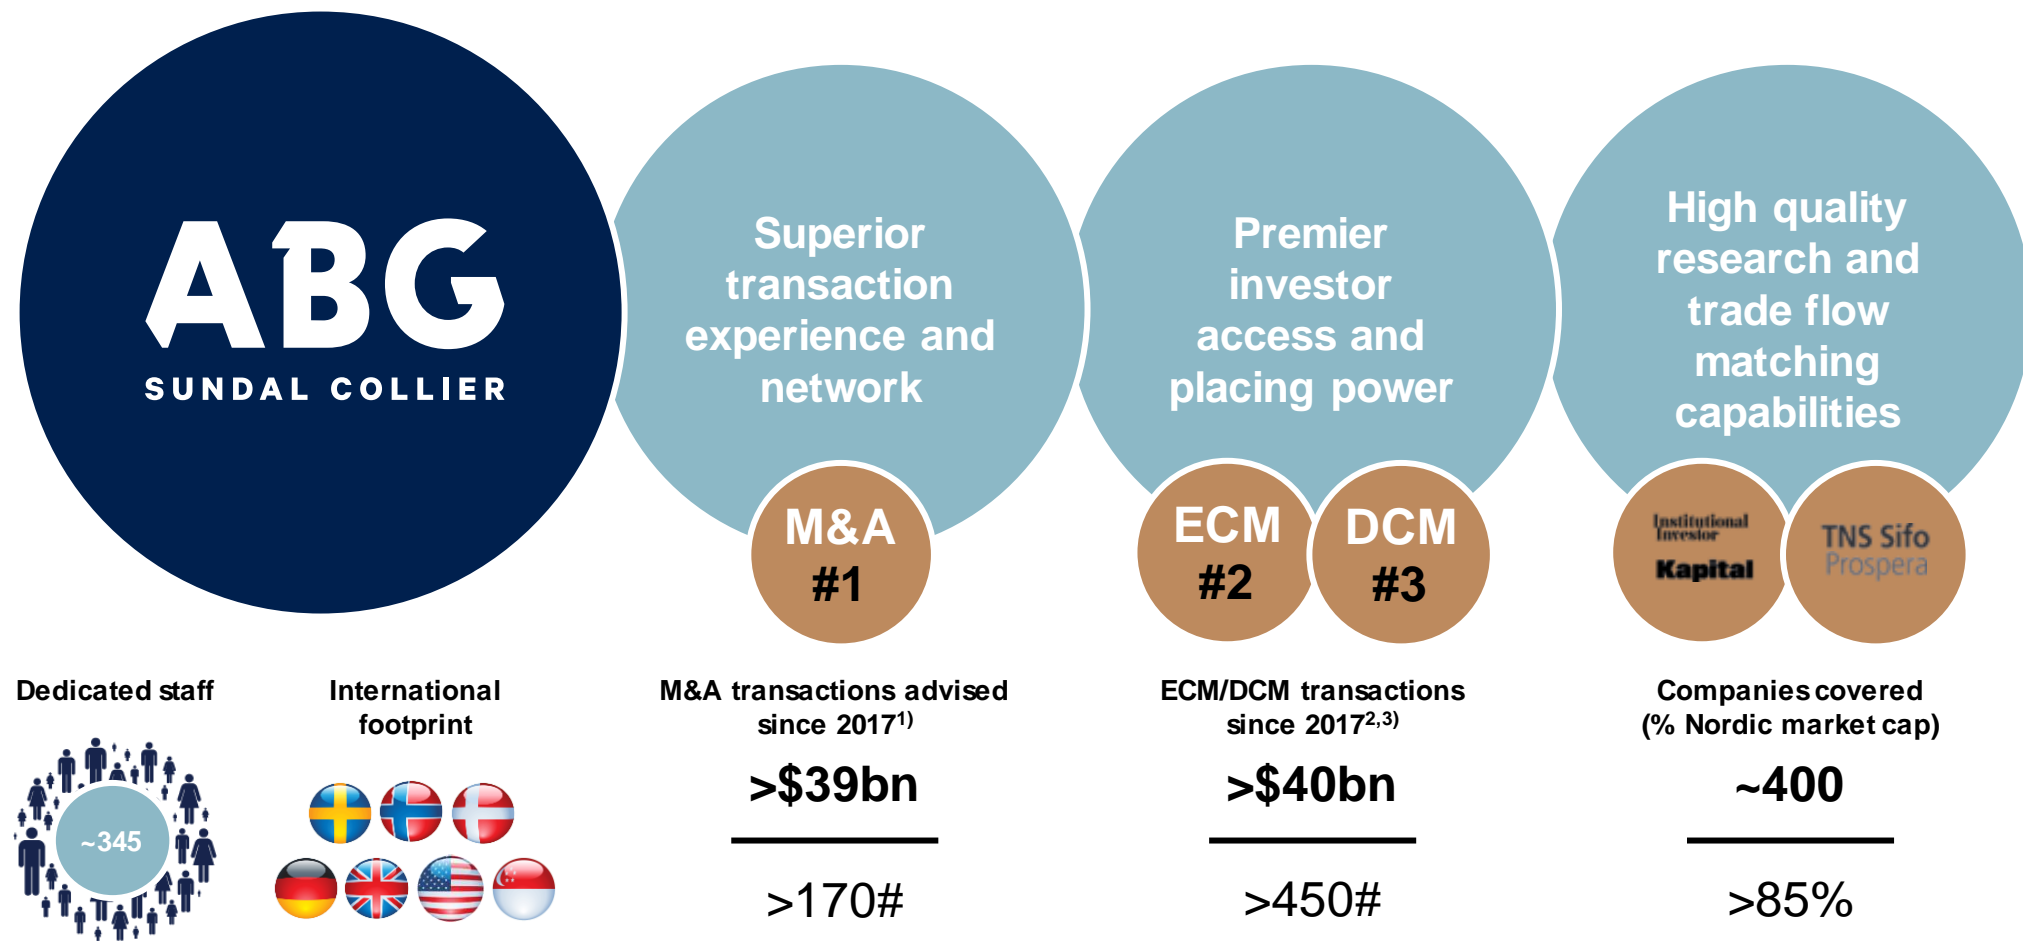 ABG
SUNDAL COLLIER
Superior
transaction
experience and
network
M&A
#1
Premier
investor
access and
placing power
ECM
#2
DCM
#3
High quality
research and
trade flow
matching
capabilities
Institutional
Investor
Kapital
TNS Sifo
Prospera
Dedicated staff
~345
International
footprint
M&A transactions advised
since 2017¹⁾
>$39bn
>170#
ECM/DCM transactions
since 2017²,³⁾
>$40bn
>450#
Companies covered
(% Nordic market cap)
~400
>85%